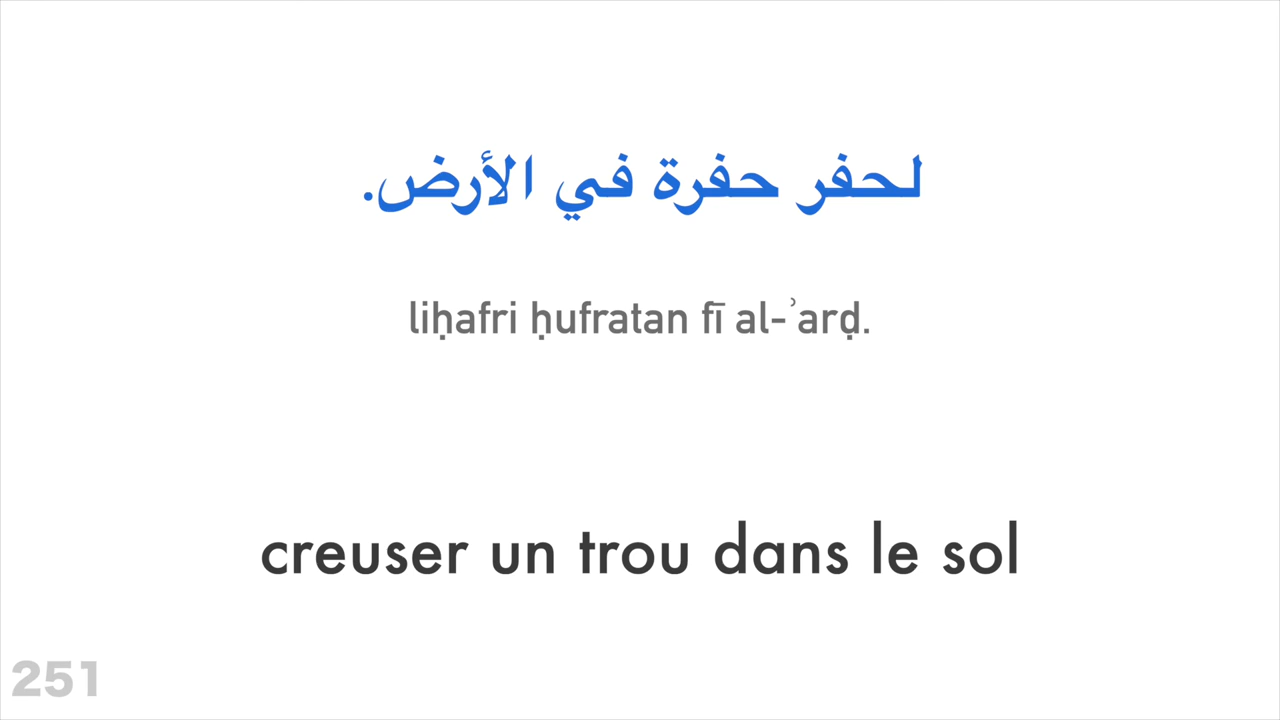 لحفر حفرة في الأرض.
liḥafri ḥufratan fī al-ʾarḍ.
creuser un trou dans le sol
251